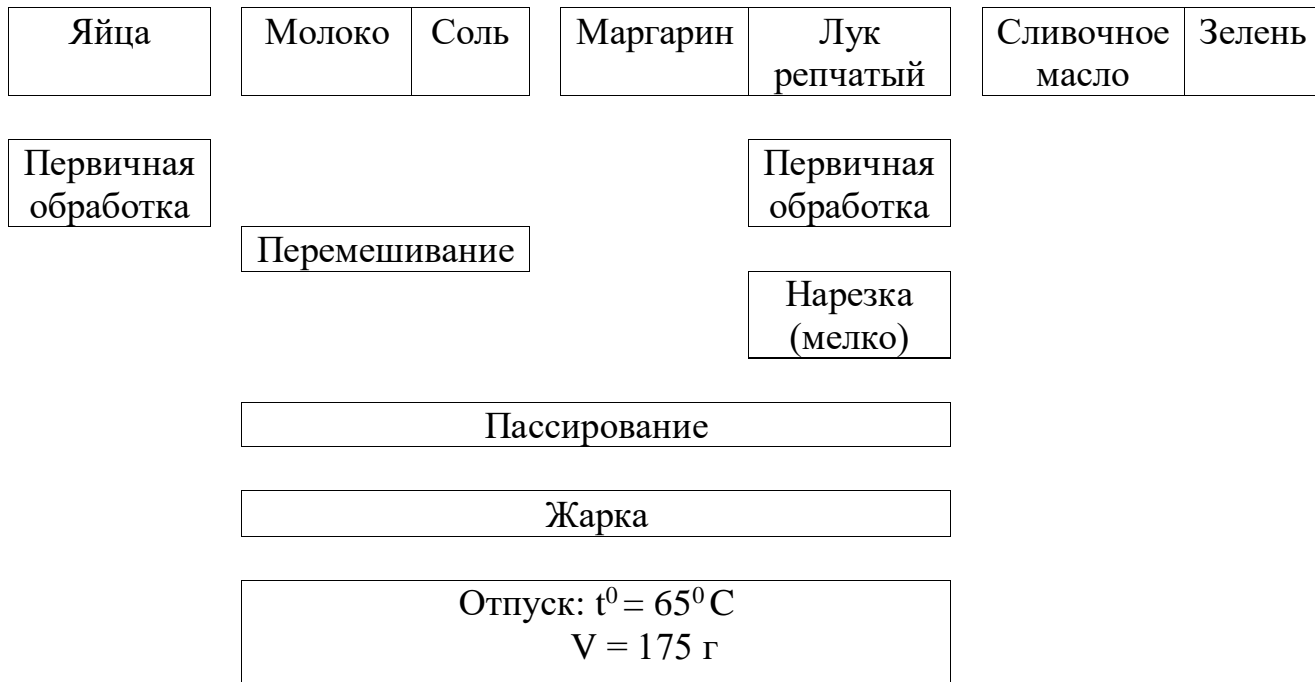 Яйца Молоко Соль Маргарин Лук Сливочное Зелень
репчатый масло
Первичная Первичная
обработка обработка
Перемешивание
Нарезка
(мелко)
Пассирование
Жарка
Отпуск: t⁰ = 65⁰ С
V = 175 г